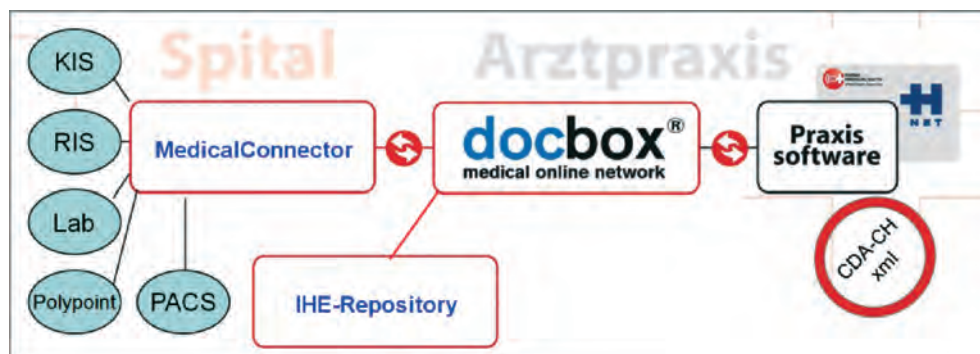 Spital
Arztpraxis
KIS
RIS
Lab
Polypoint
PACS
MedicalConnector
docbox®
medical online network
IHE-Repository
Praxis
software
H
NET
CDA-CH
xml